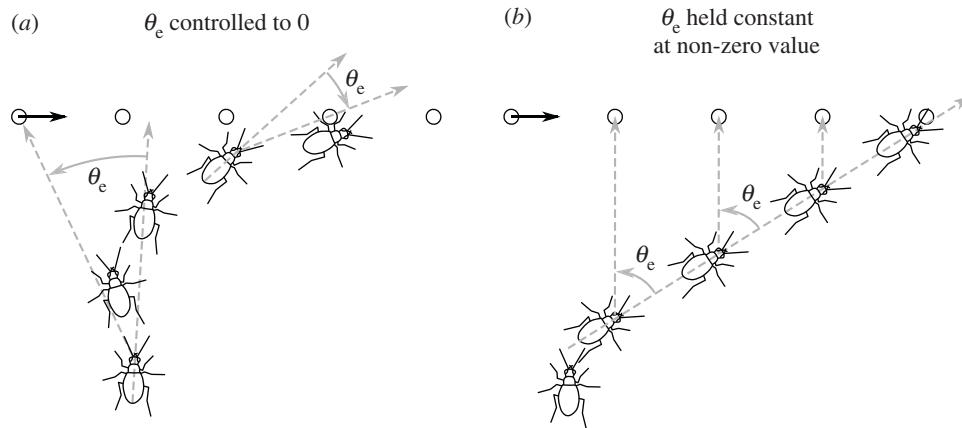 (a)
θe controlled to 0
θe
θe
(b)
θe held constant
at non-zero value
θe
θe